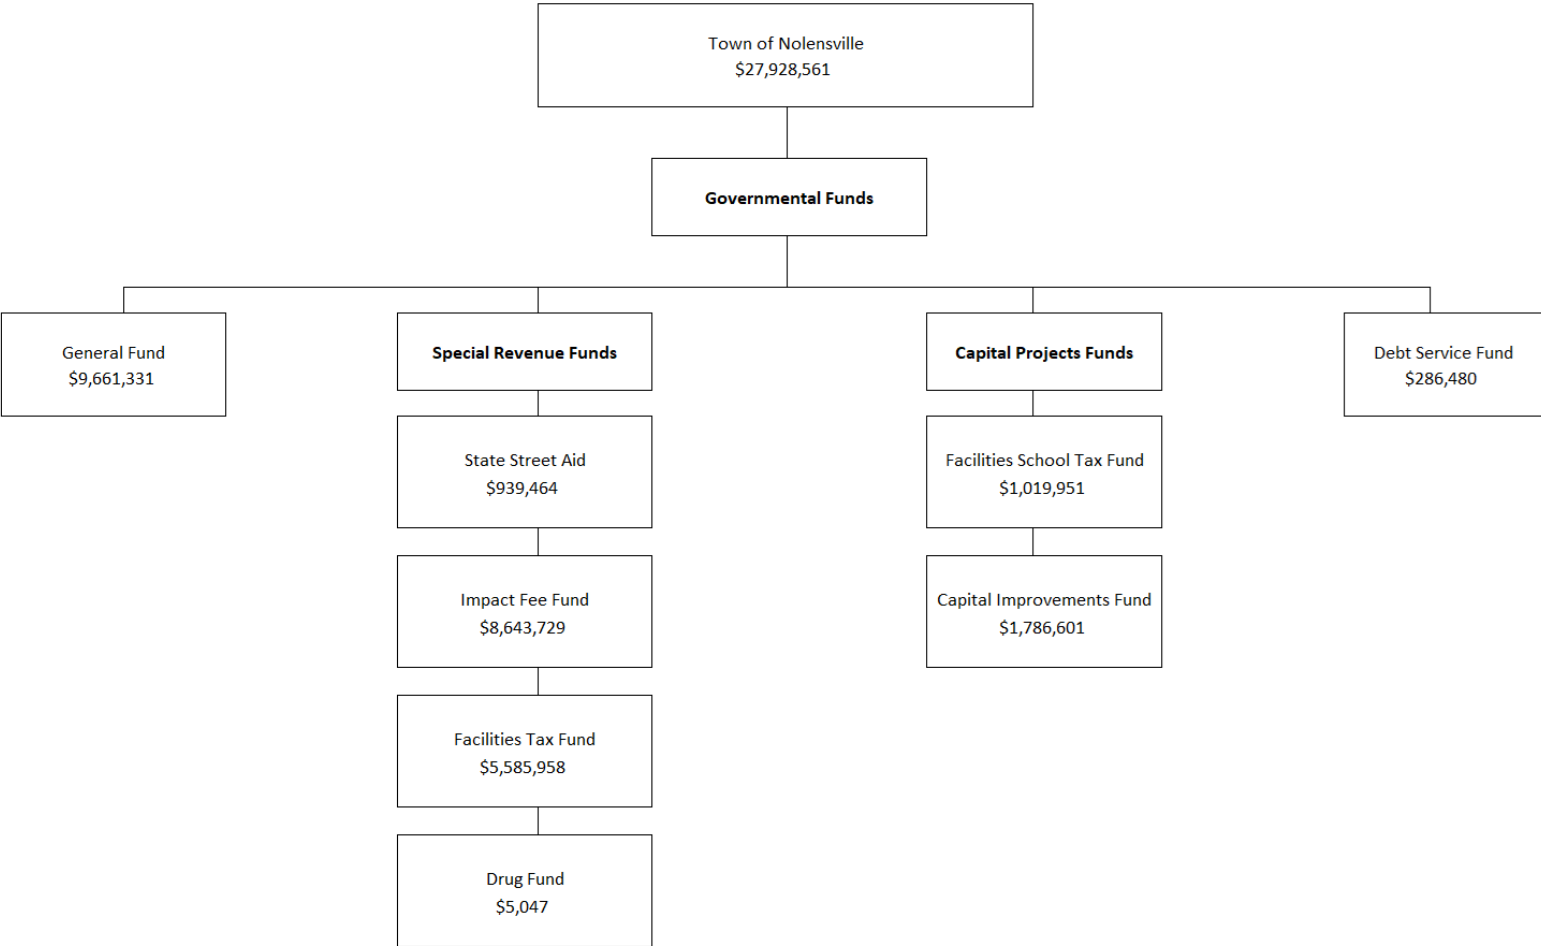 Town of Nolensville
$27,928,561
Governmental Funds
General Fund
$9,661,331
Special Revenue Funds
Capital Projects Funds
Debt Service Fund
$286,480
State Street Aid
$939,464
Facilities School Tax Fund
$1,019,951
Impact Fee Fund
$8,643,729
Capital Improvements Fund
$1,786,601
Facilities Tax Fund
$5,585,958
Drug Fund
$5,047